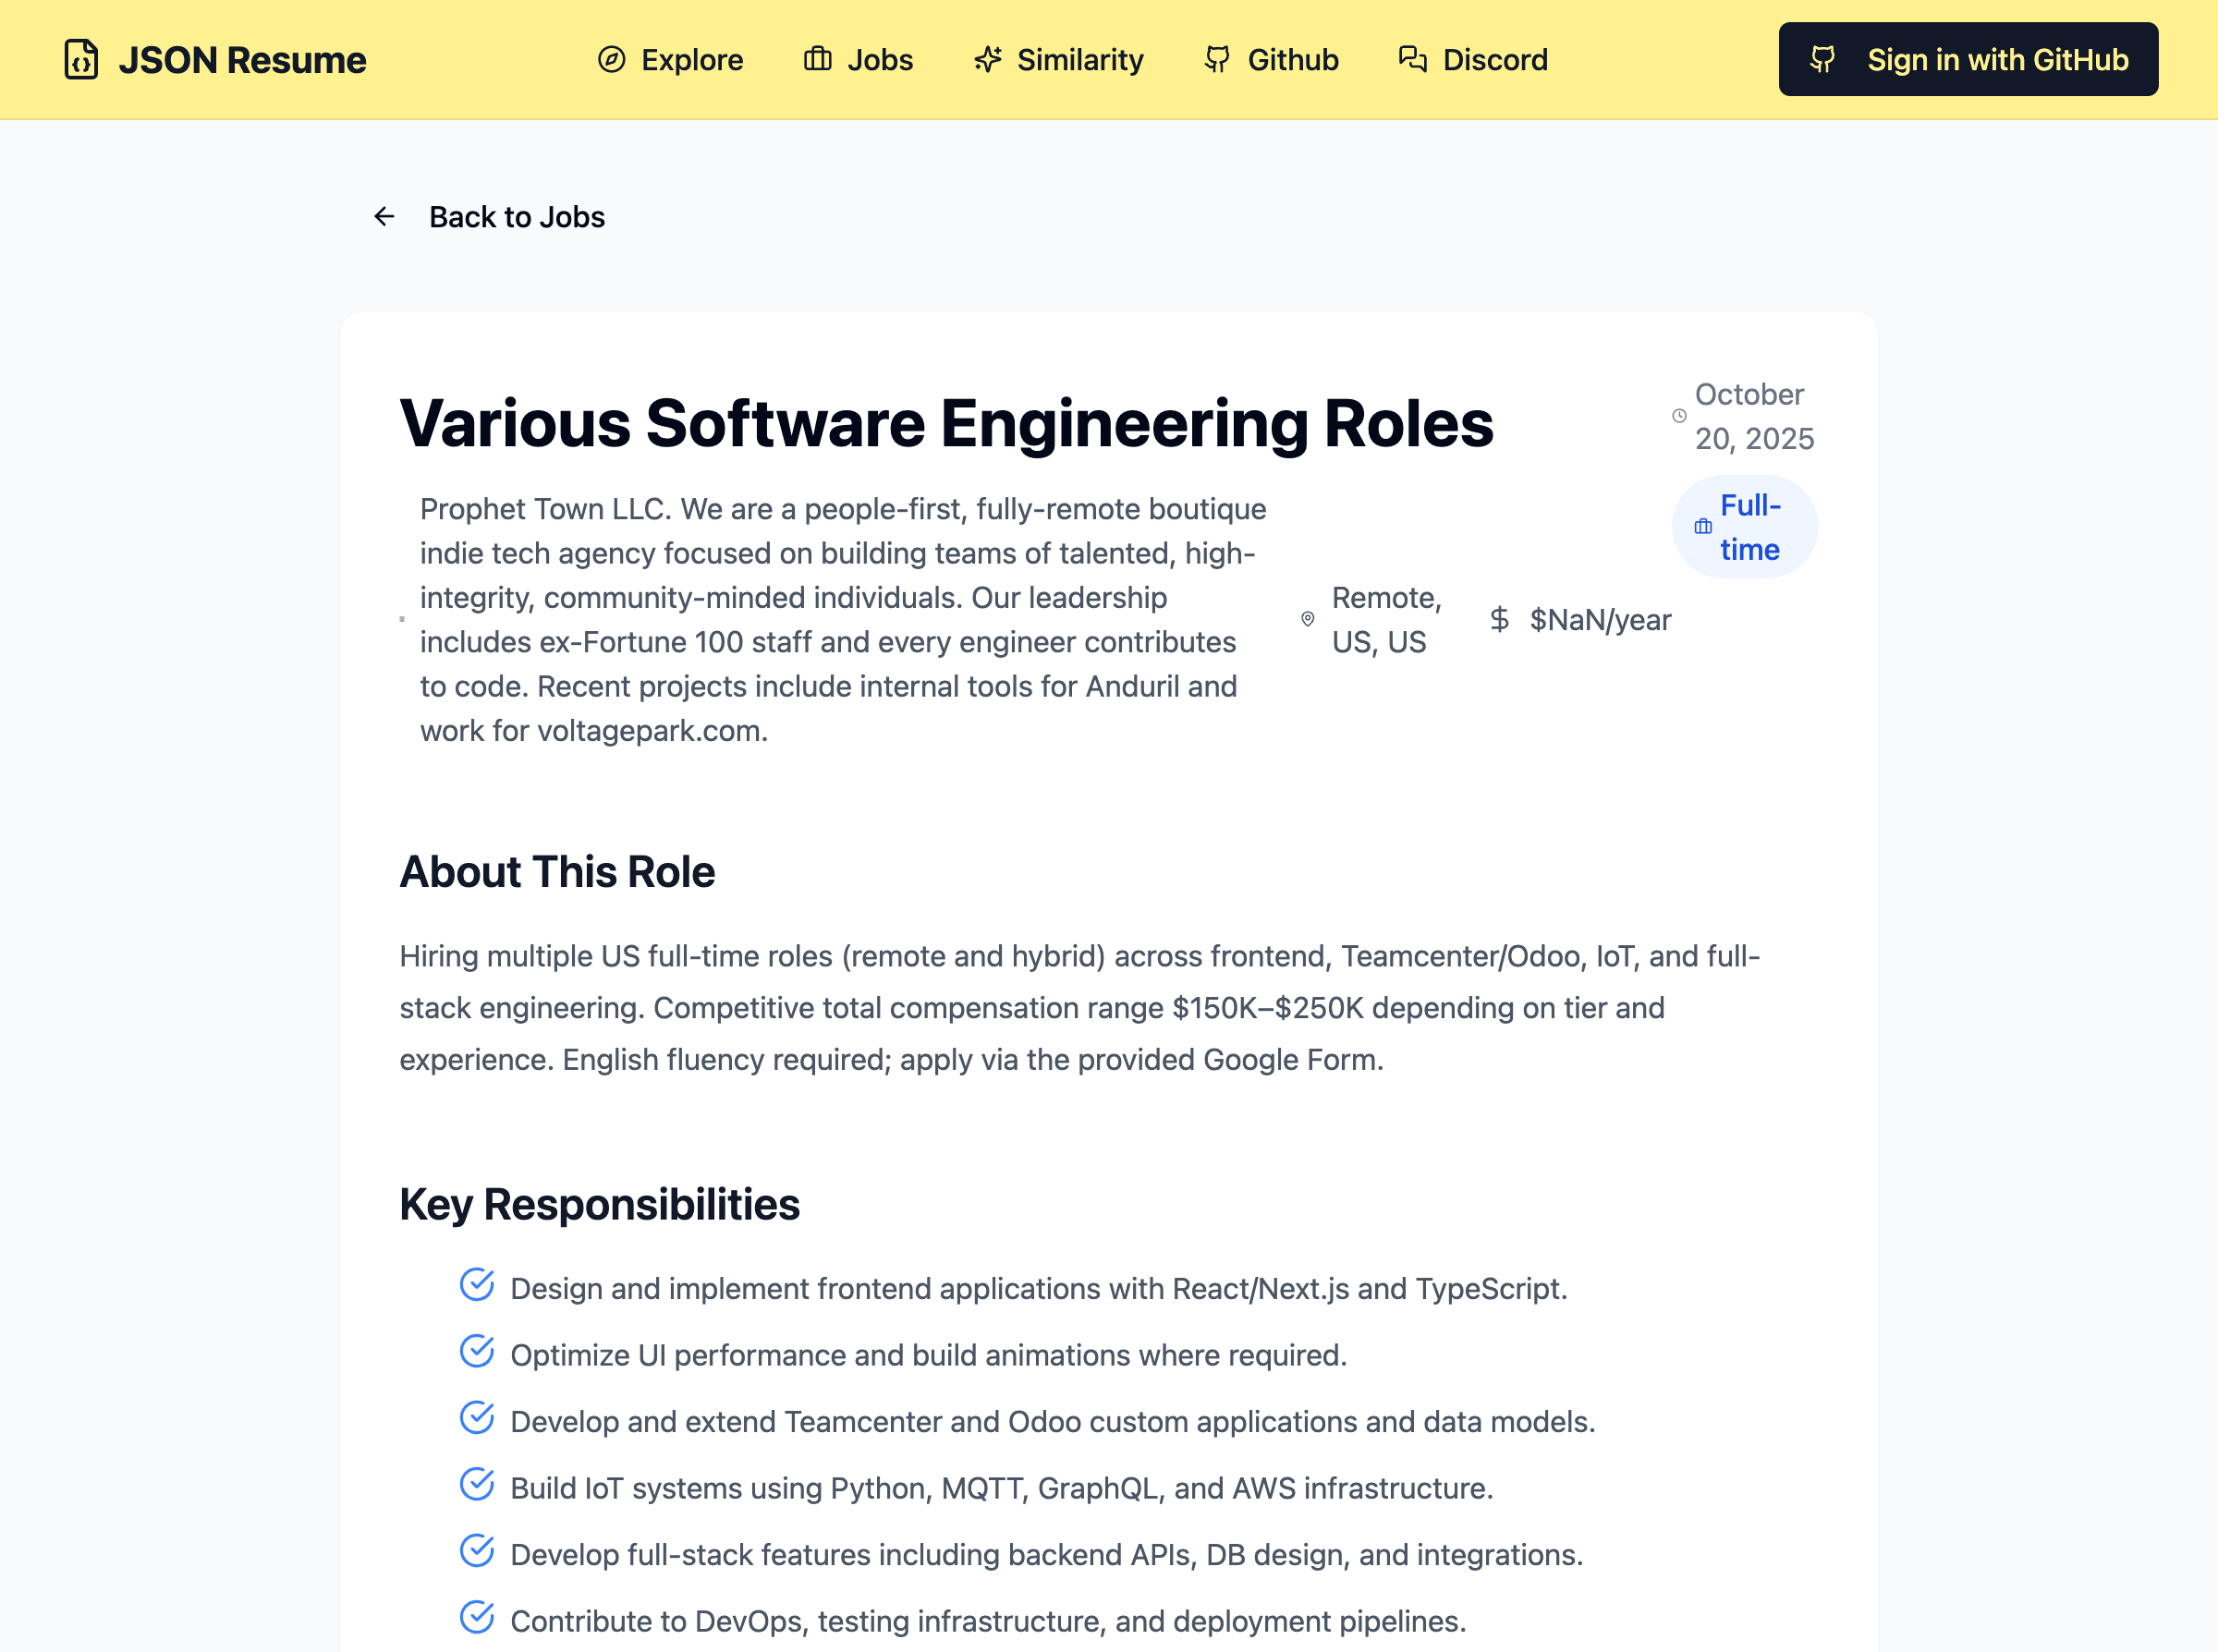 JSON Resume
Explore
Jobs
Similarity
Github
Discord
Sign in with GitHub
Back to Jobs
Various Software Engineering Roles
October
20, 2025
Full-
time
Prophet Town LLC. We are a people-first, fully-remote boutique
indie tech agency focused on building teams of talented, high-
integrity, community-minded individuals. Our leadership
includes ex-Fortune 100 staff and every engineer contributes
to code. Recent projects include internal tools for Anduril and
work for voltagepark.com.
Remote,
US, US
$NaN/year
About This Role
Hiring multiple US full-time roles (remote and hybrid) across frontend, Teamcenter/Odoo, IoT, and full-
stack engineering. Competitive total compensation range $150K–$250K depending on tier and
experience. English fluency required; apply via the provided Google Form.
Key Responsibilities
Design and implement frontend applications with React/Next.js and TypeScript.
Optimize UI performance and build animations where required.
Develop and extend Teamcenter and Odoo custom applications and data models.
Build IoT systems using Python, MQTT, GraphQL, and AWS infrastructure.
Develop full-stack features including backend APIs, DB design, and integrations.
Contribute to DevOps, testing infrastructure, and deployment pipelines.